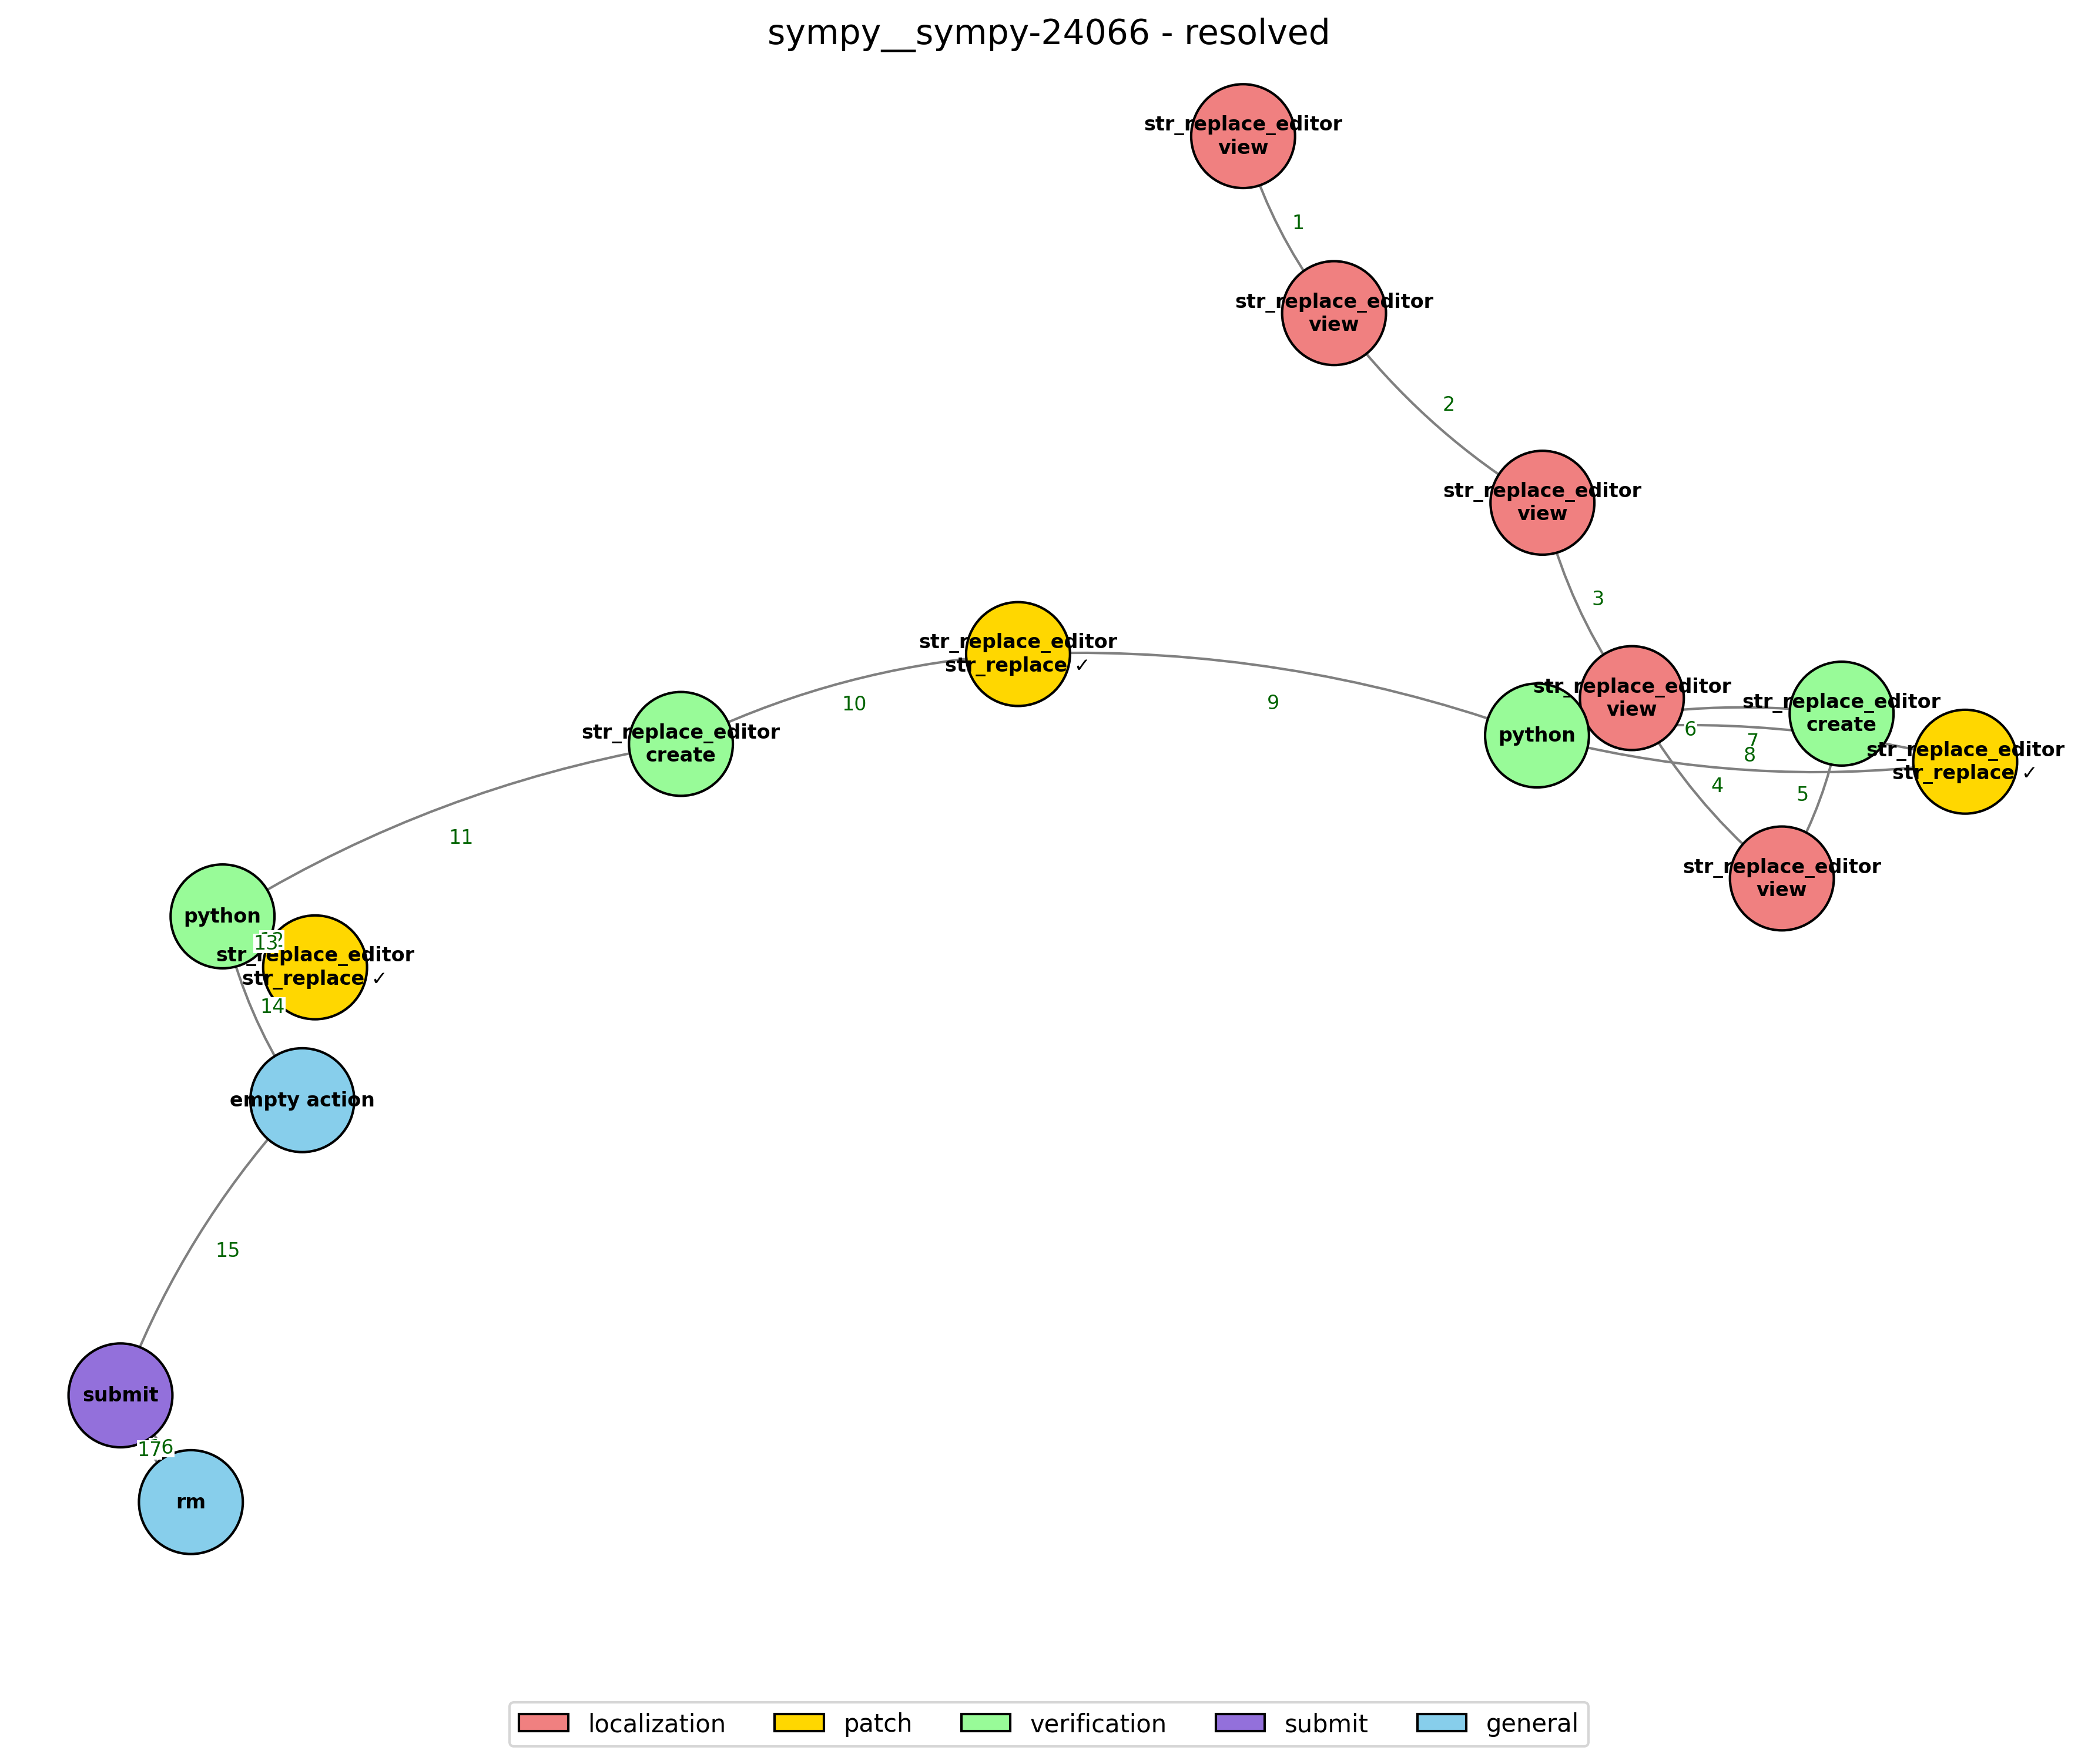 sympy__sympy-24066 - resolved
str_replace_editor
view
1
str_replace_editor
view
2
str_replace_editor
view
3
str_replace_editor
view
str_replace_editor
create
6
7
8
python
str_replace_editor
str_replace ✓
4
5
str_replace_editor
view
9
str_replace_editor
str_replace ✓
10
str_replace_editor
create
11
python
13
str_replace_editor
str_replace ✓
14
empty action
15
submit
17
rm
localization
patch
verification
submit
general